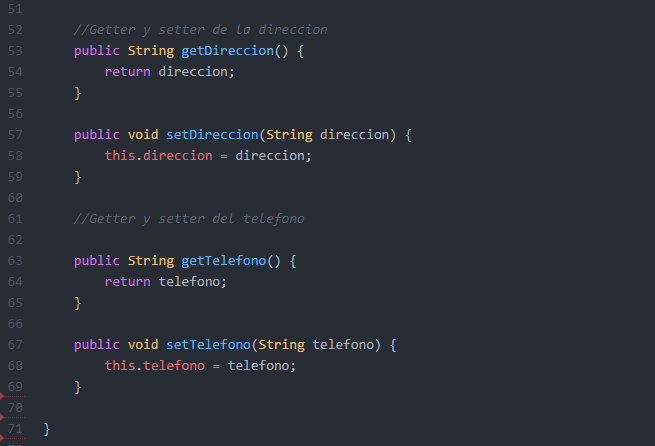 51
52 //Getter y setter de la direccion
53 public String getDireccion() {
54 return direccion;
55 }
56
57 public void setDireccion(String direccion) {
58 this.direccion = direccion;
59 }
60
61 //Getter y setter del telefono
62
63 public String getTelefono() {
64 return telefono;
65 }
66
67 public void setTelefono(String telefono) {
68 this.telefono = telefono;
69 }
70
71 }